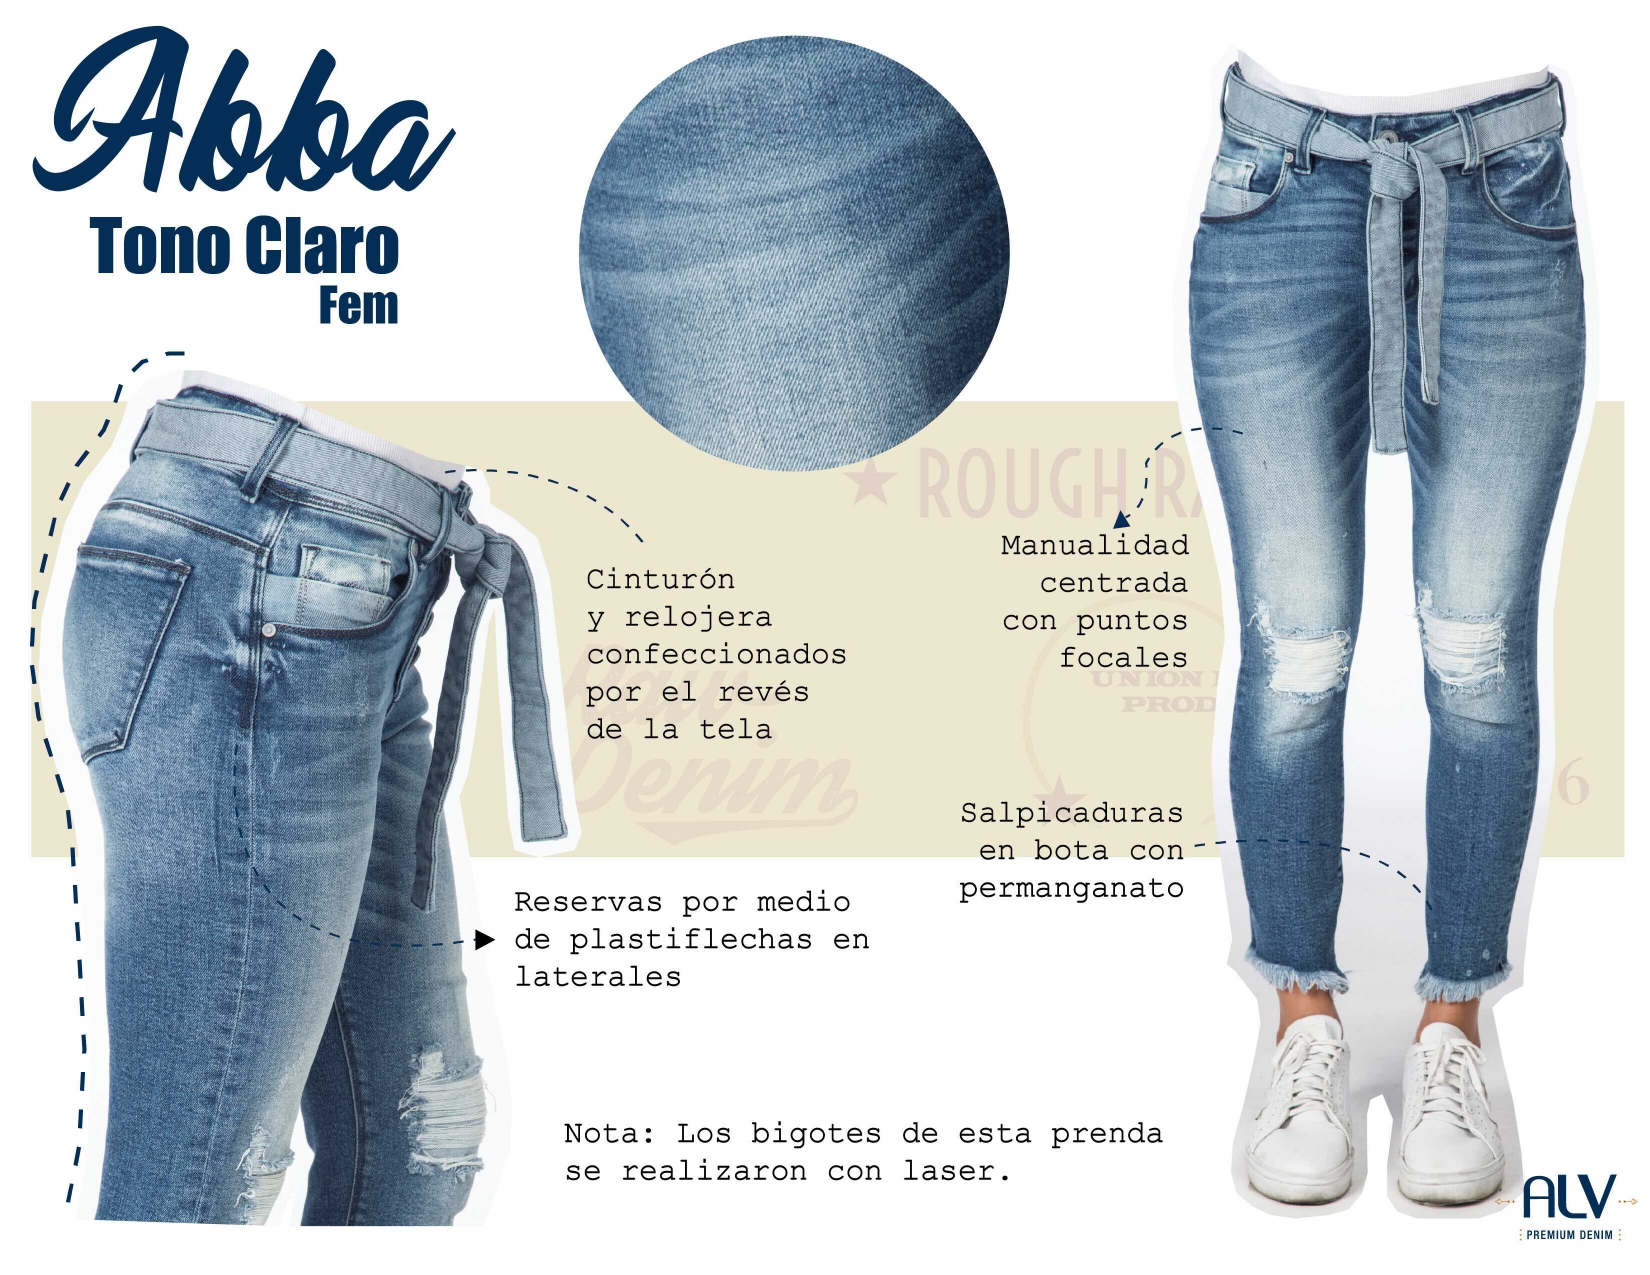 Abba
Tono Claro
Fem
ROUGH
Cinturón
y relojera
confeccionados
por el revés
de la tela
Manualidad
centrada
con puntos
focales
Raw
Denim
UNION
PROD
6
Salpicaduras
en bota con
permanganato
Reservas por medio
de plastiflechas en
laterales
Nota: Los bigotes de esta prenda
se realizaron con laser.
ALV
PREMIUM DENIM